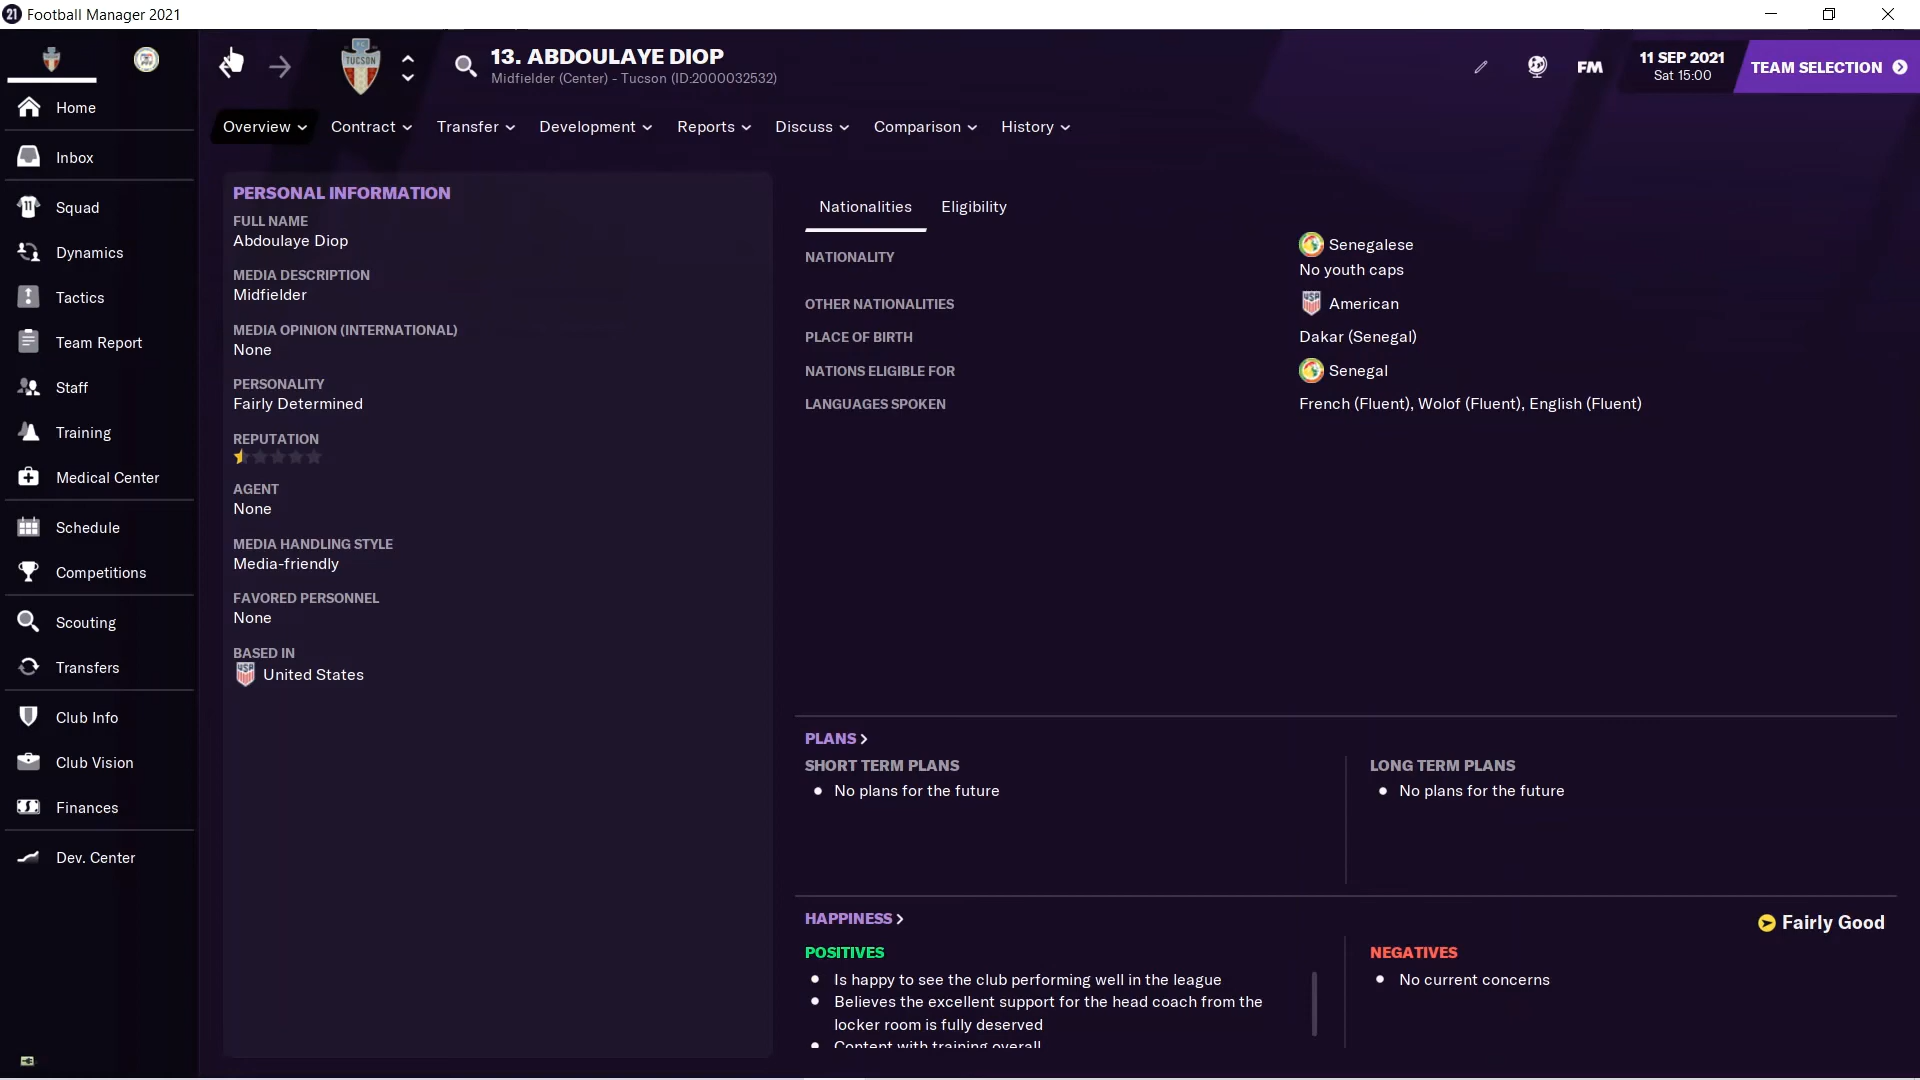 Football Manager 2021
13. ABDOULAYE DIOP
Midfielder (Center) - Tucson (ID:2000032532)
FM
11 SEP 2021
Sat 15:00
TEAM SELECTION
TUCSON
Overview
Contract
Transfer
Development
Reports
Discuss
Comparison
History
Home
Inbox
Squad
Dynamics
Tactics
Team Report
Staff
Training
Medical Center
Schedule
Competitions
Scouting
Transfers
Club Info
Club Vision
Finances
Dev. Center
PERSONAL INFORMATION
FULL NAME
Abdoulaye Diop
MEDIA DESCRIPTION
Midfielder
MEDIA OPINION (INTERNATIONAL)
None
PERSONALITY
Fairly Determined
REPUTATION
AGENT
None
MEDIA HANDLING STYLE
Media-friendly
FAVORED PERSONNEL
None
BASED IN
United States
Nationalities
Eligibility
NATIONALITY
Senegalese
No youth caps
OTHER NATIONALITIES
American
PLACE OF BIRTH
Dakar (Senegal)
NATIONS ELIGIBLE FOR
Senegal
LANGUAGES SPOKEN
French (Fluent), Wolof (Fluent), English (Fluent)
PLANS
SHORT TERM PLANS
No plans for the future
LONG TERM PLANS
No plans for the future
HAPPINESS
Fairly Good
POSITIVES
Is happy to see the club performing well in the league
Believes the excellent support for the head coach from the
locker room is fully deserved
Content with training overall
NEGATIVES
No current concerns